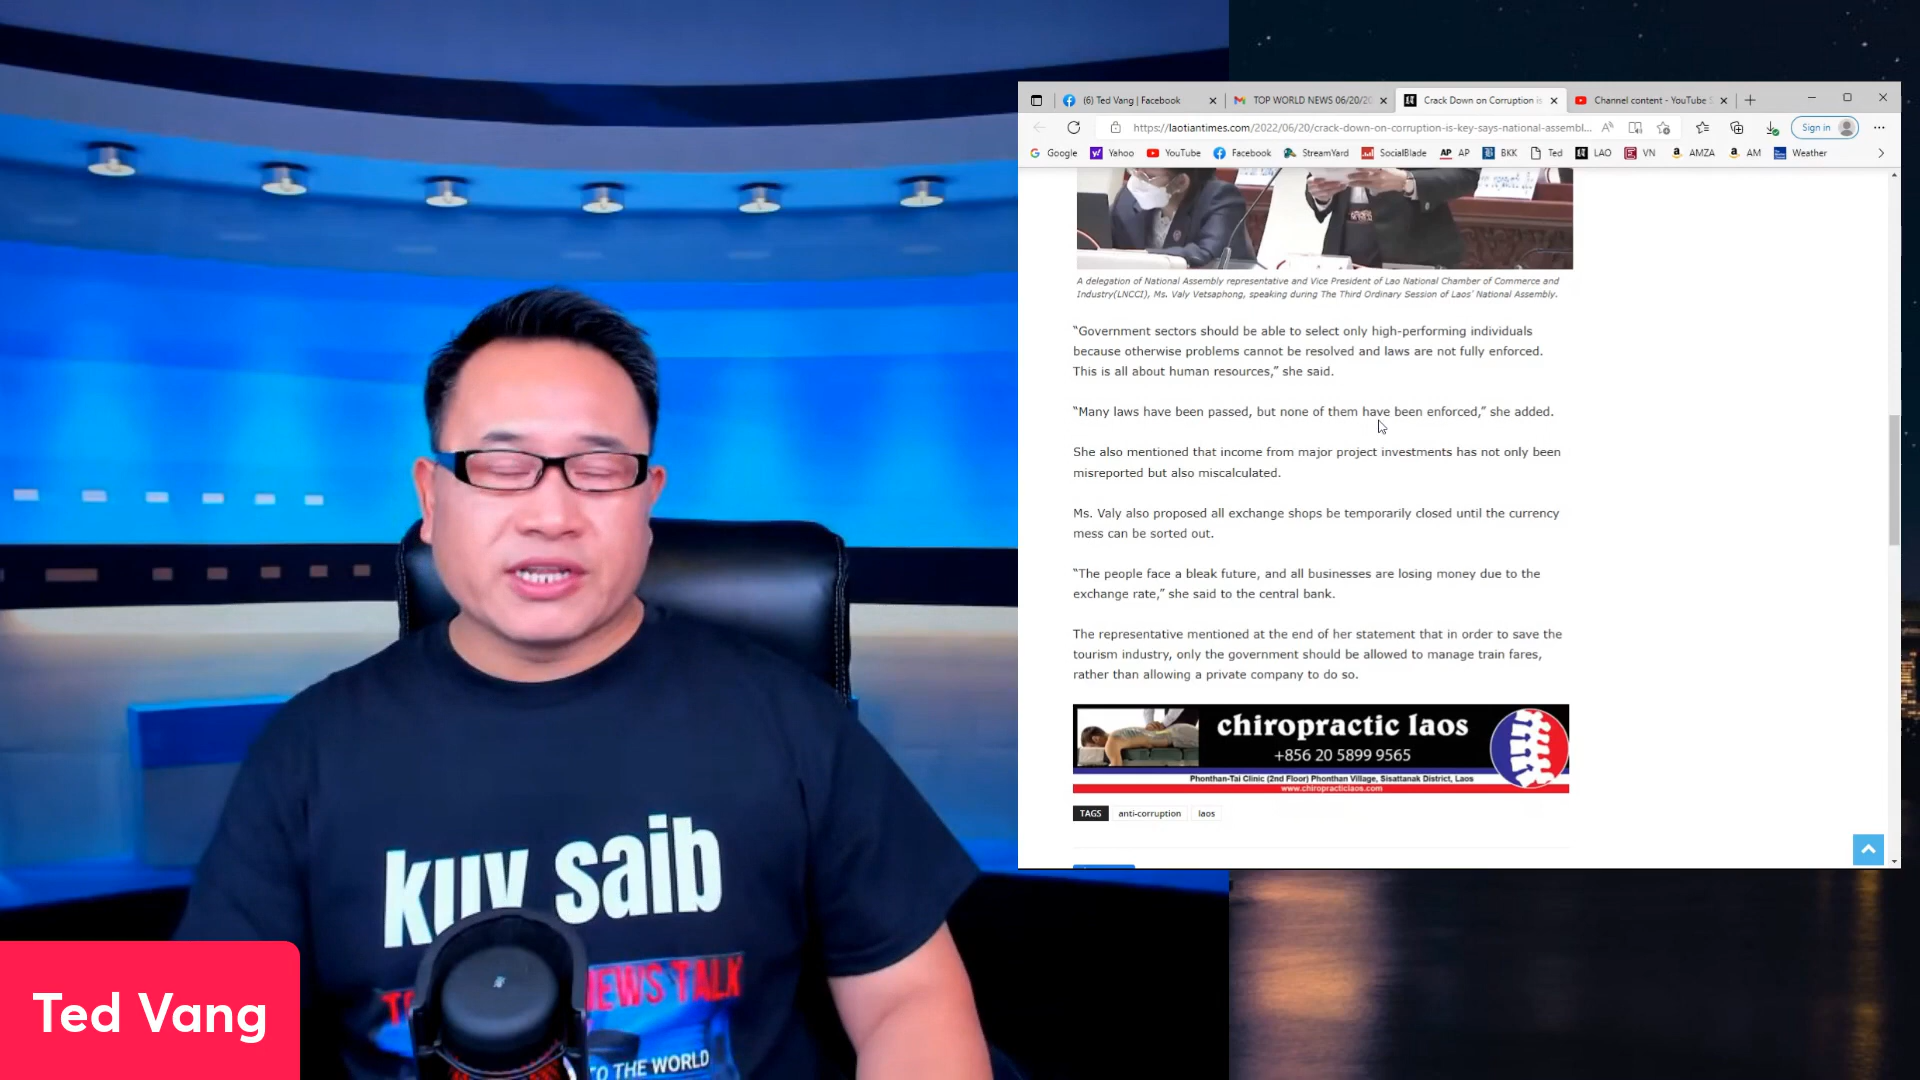 (6) Ted Vang | Facebook
TOP WORLD NEWS 06/20/20
Crack Down on Corruption is
Channel content - YouTube S
https://laotiantimes.com/2022/06/20/crack-down-on-corruption-is-key-says-national-assembl...
Sign in
Google
Yahoo
YouTube
Facebook
StreamYard
SocialBlade
AP AP
BKK
Ted
LAO
VN
AMZA
AM
Weather
A delegation of National Assembly representative and Vice President of Lao National Chamber of Commerce and
Industry(LNCCI), Ms. Valy Vetsaphong, speaking during The Third Ordinary Session of Laos' National Assembly.
“Government sectors should be able to select only high-performing individuals
because otherwise problems cannot be resolved and laws are not fully enforced.
This is all about human resources,” she said.
“Many laws have been passed, but none of them have been enforced,” she added.
She also mentioned that income from major project investments has not only been
misreported but also miscalculated.
Ms. Valy also proposed all exchange shops be temporarily closed until the currency
mess can be sorted out.
“The people face a bleak future, and all businesses are losing money due to the
exchange rate,” she said to the central bank.
The representative mentioned at the end of her statement that in order to save the
tourism industry, only the government should be allowed to manage train fares,
rather than allowing a private company to do so.
chiropractic laos
+856 20 5899 9565
Phonthan-Tai Clinic (2nd Floor) Phonthan Village, Sisattanak District, Laos
www.chiropracticlaos.com
TAGS
anti-corruption
laos
kuv saib
NEWS TALK
TO THE WORLD
Ted Vang